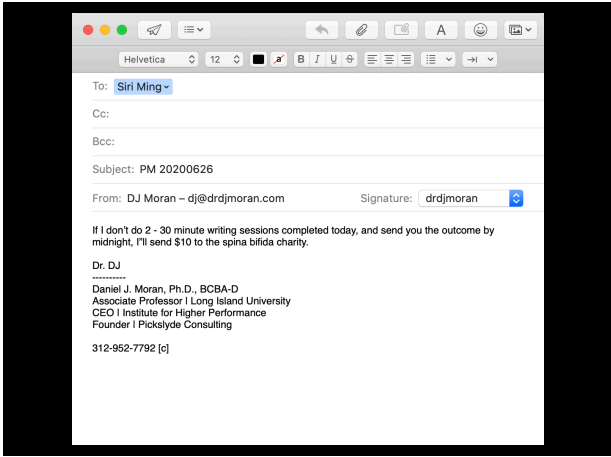 Helvetica 12 a B I U S
To: Siri Ming
Cc:
Bcc:
Subject: PM 20200626
From: DJ Moran – dj@drdjmoran.com Signature: drdjmoran
If I don't do 2 - 30 minute writing sessions completed today, and send you the outcome by
midnight, I"ll send $10 to the spina bifida charity.
Dr. DJ
----------
Daniel J. Moran, Ph.D., BCBA-D
Associate Professor | Long Island University
CEO | Institute for Higher Performance
Founder | Pickslyde Consulting
312-952-7792 [c]